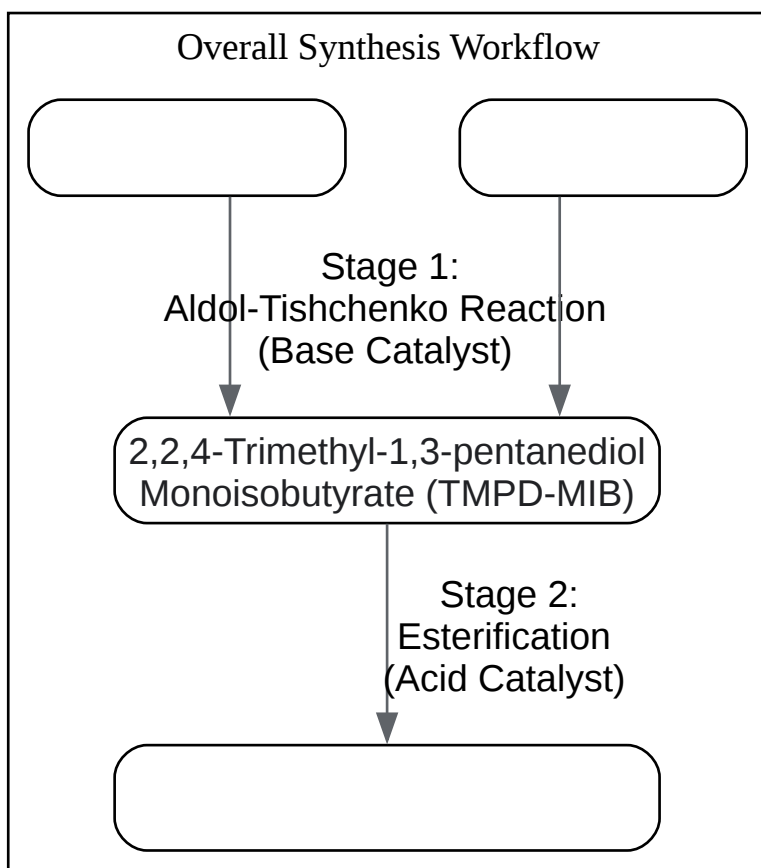 Overall Synthesis Workflow
Stage 1:
Aldol-Tishchenko Reaction
(Base Catalyst)
2,2,4-Trimethyl-1,3-pentanediol
Monoisobutyrate (TMPD-MIB)
Stage 2:
Esterification
(Acid Catalyst)